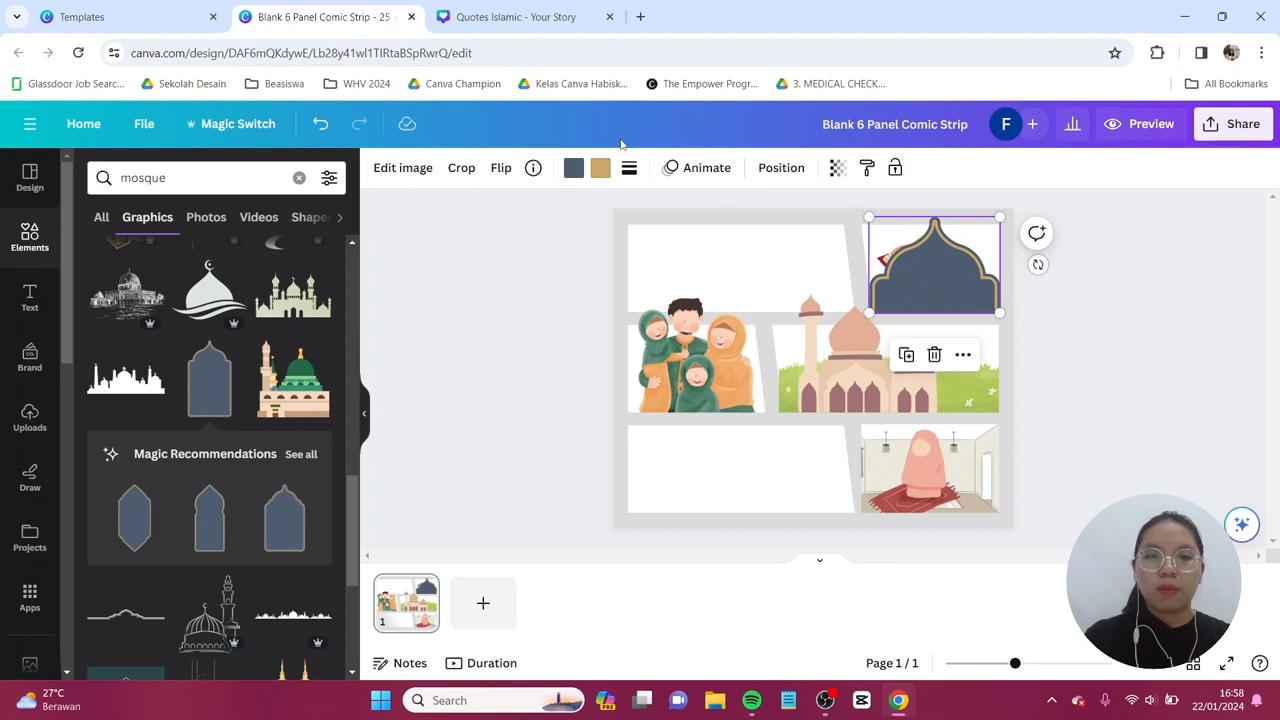 Templates
Blank 6 Panel Comic Strip - 25
Quotes Islamic - Your Story
canva.com/design/DAF6mQKdywE/Lb28y41wl1TIRtaBSpRwrQ/edit
Glassdoor Job Searc...
Sekolah Desain
Beasiswa
WHV 2024
Canva Champion
Kelas Canva Habisk...
The Empower Progr...
3. MEDICAL CHECK...
All Bookmarks
Home
File
Magic Switch
Blank 6 Panel Comic Strip
F
Preview
Share
mosque
Edit image
Crop
Flip
Animate
Position
Design
All
Graphics
Photos
Videos
Shapes
Elements
Text
Brand
Uploads
Magic Recommendations
See all
Draw
Projects
Apps
1
Notes
Duration
Page 1 / 1
27°C
Berawan
Search
PRE
16:58
22/01/2024